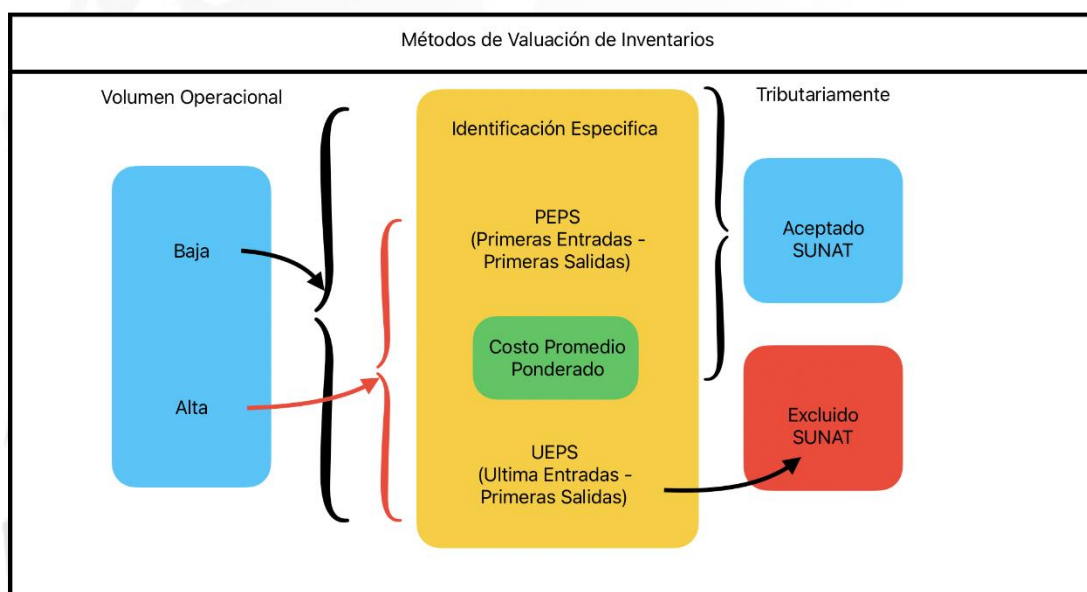 Métodos de Valuación de Inventarios
Volumen Operacional
Tributariamente
Identificación Especifica
PEPS
(Primeras Entradas -
Primeras Salidas)
Aceptado
SUNAT
Baja
Costo Promedio
Ponderado
Alta
Excluido
SUNAT
UEPS
(Ultima Entradas -
Primeras Salidas)